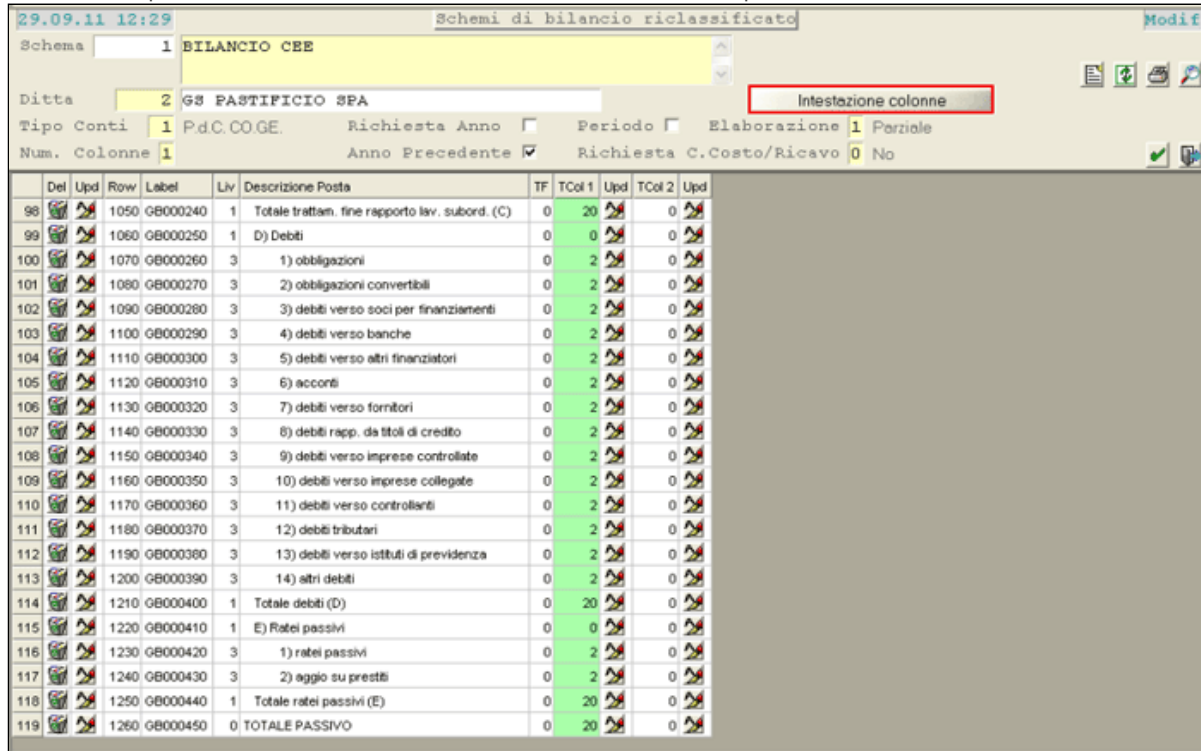 29.09.11 12:29 Schemi di bilancio riclassificato Modif
Schema 1 BILANCIO CEE
Ditta 2 GS PASTIFICIO SPA Intestazione colonne
Tipo Conti 1 P.d.C. CO.GE. Richiesta Anno Periodo Elaborazione 1 Parziale
Num. Colonne 1 Anno Precedente Richiesta C.Costo/Ricavo 0 No
Del Upd Row Label Liv Descrizione Posta TF TCol 1 Upd TCol 2 Upd
98 1050 GB000240 1 Totale trattam. fine rapporto lav. subord. (C) 0 20 0
99 1060 GB000250 1 D) Debiti 0 0 0
100 1070 GB000260 3 1) obbligazioni 0 2 0
101 1080 GB000270 3 2) obbligazioni convertibili 0 2 0
102 1090 GB000280 3 3) debiti verso soci per finanziamenti 0 2 0
103 1100 GB000290 3 4) debiti verso banche 0 2 0
104 1110 GB000300 3 5) debiti verso altri finanziatori 0 2 0
105 1120 GB000310 3 6) acconti 0 2 0
106 1130 GB000320 3 7) debiti verso fornitori 0 2 0
107 1140 GB000330 3 8) debiti rapp. da titoli di credito 0 2 0
108 1150 GB000340 3 9) debiti verso imprese controllate 0 2 0
109 1160 GB000350 3 10) debiti verso imprese collegate 0 2 0
110 1170 GB000360 3 11) debiti verso controllanti 0 2 0
111 1180 GB000370 3 12) debiti tributari 0 2 0
112 1190 GB000380 3 13) debiti verso istituti di previdenza 0 2 0
113 1200 GB000390 3 14) altri debiti 0 2 0
114 1210 GB000400 1 Totale debiti (D) 0 20 0
115 1220 GB000410 1 E) Ratei passivi 0 0 0
116 1230 GB000420 3 1) ratei passivi 0 2 0
117 1240 GB000430 3 2) aggio su prestiti 0 2 0
118 1250 GB000440 1 Totale ratei passivi (E) 0 20 0
119 1260 GB000450 0 TOTALE PASSIVO 0 20 0